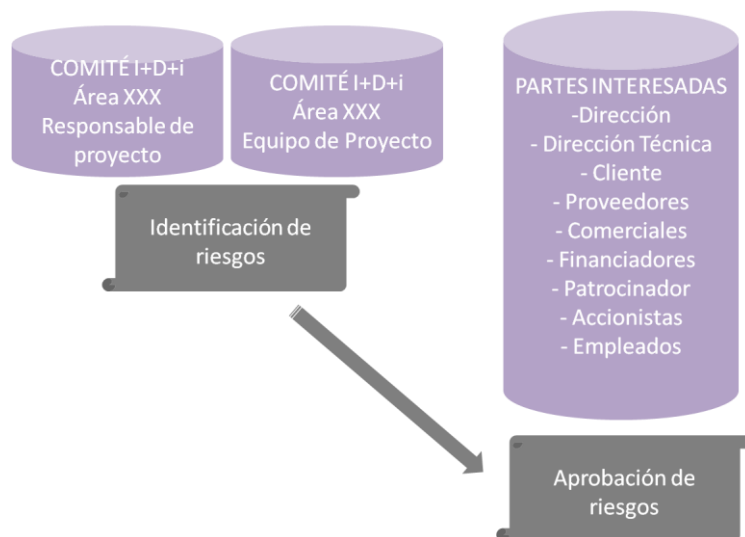 COMITÉ I+D+i
Área XXX
Responsable de
proyecto
COMITÉ I+D+i
Área XXX
Equipo de Proyecto
PARTES INTERESADAS
-Dirección
- Dirección Técnica
- Cliente
- Proveedores
- Comerciales
- Financiadores
- Patrocinador
- Accionistas
- Empleados
Identificación de
riesgos
Aprobación de
riesgos